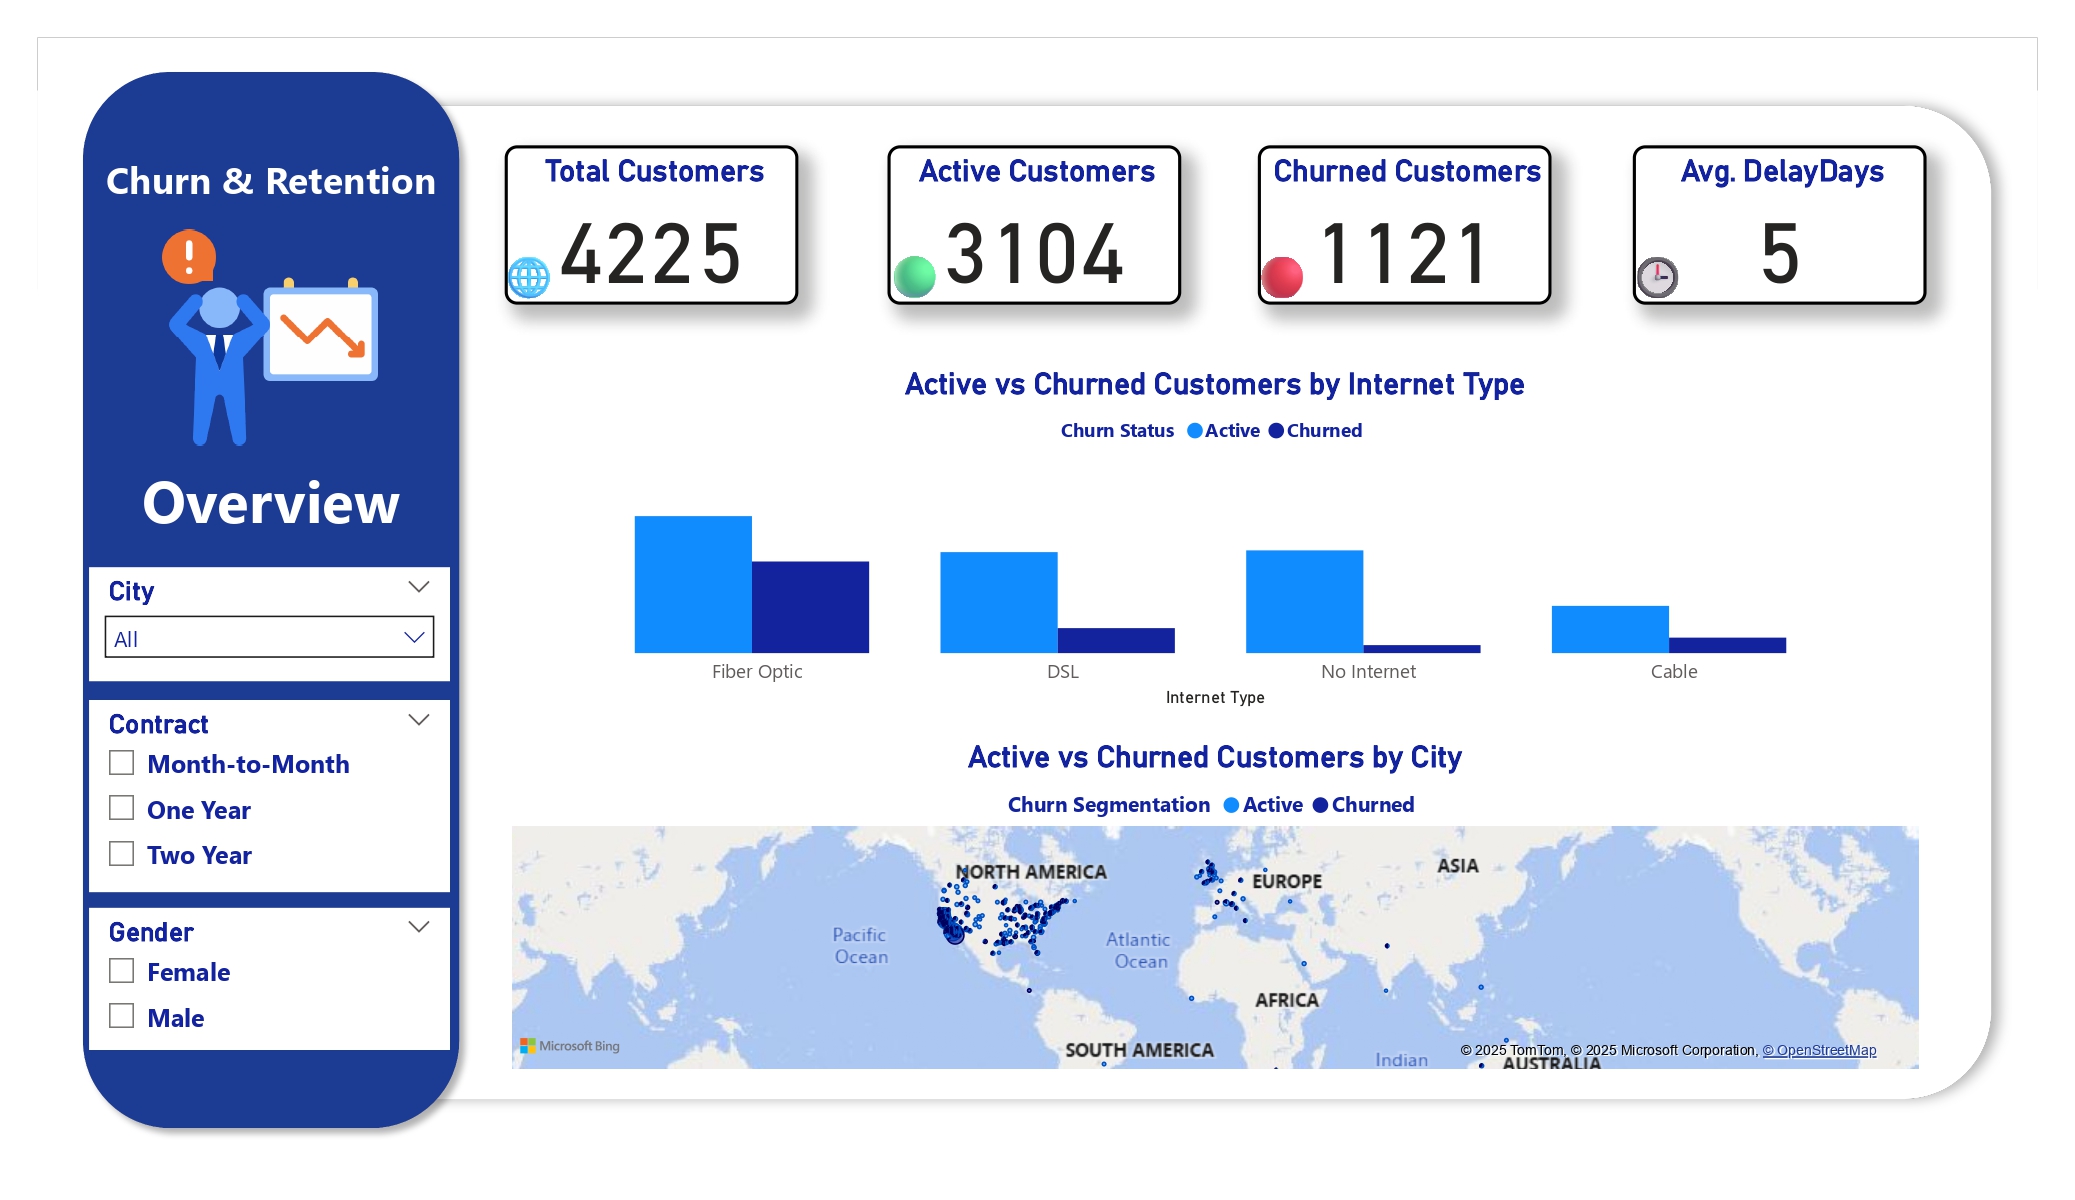 Churn & Retention
Overview
City
All
Contract
Month-to-Month
One Year
Two Year
Gender
Female
Male
Total Customers
4225
Active Customers
3104
Churned Customers
1121
Avg. DelayDays
5
Active vs Churned Customers by Internet Type
Churn Status Active Churned
Fiber Optic DSL No Internet Cable
Internet Type
Active vs Churned Customers by City
Churn Segmentation Active Churned
NORTH AMERICA
EUROPE
ASIA
Pacific
Ocean
Atlantic
Ocean
AFRICA
SOUTH AMERICA
Indian
AUSTRALIA
Microsoft Bing
© 2025 TomTom, © 2025 Microsoft Corporation, © OpenStreetMap